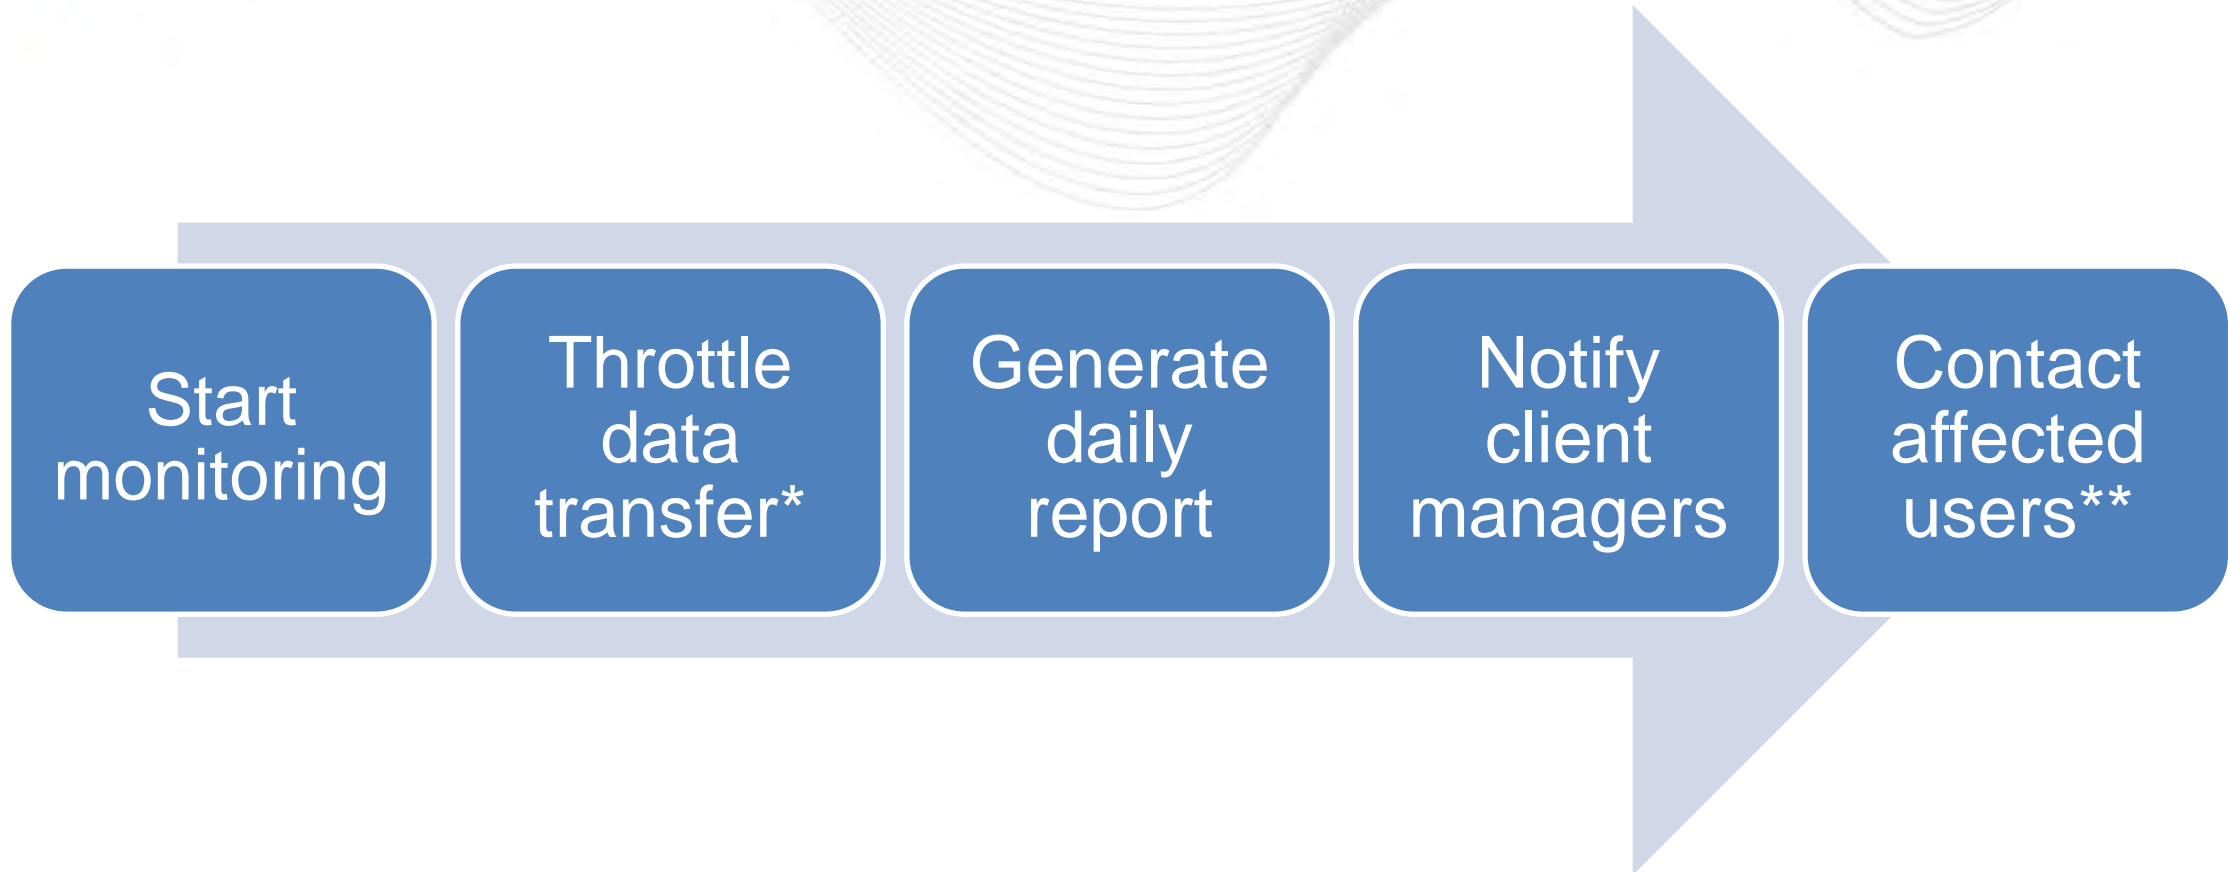 Start
monitoring
Throttle
data
transfer*
Generate
daily
report
Notify
client
managers
Contact
affected
users**